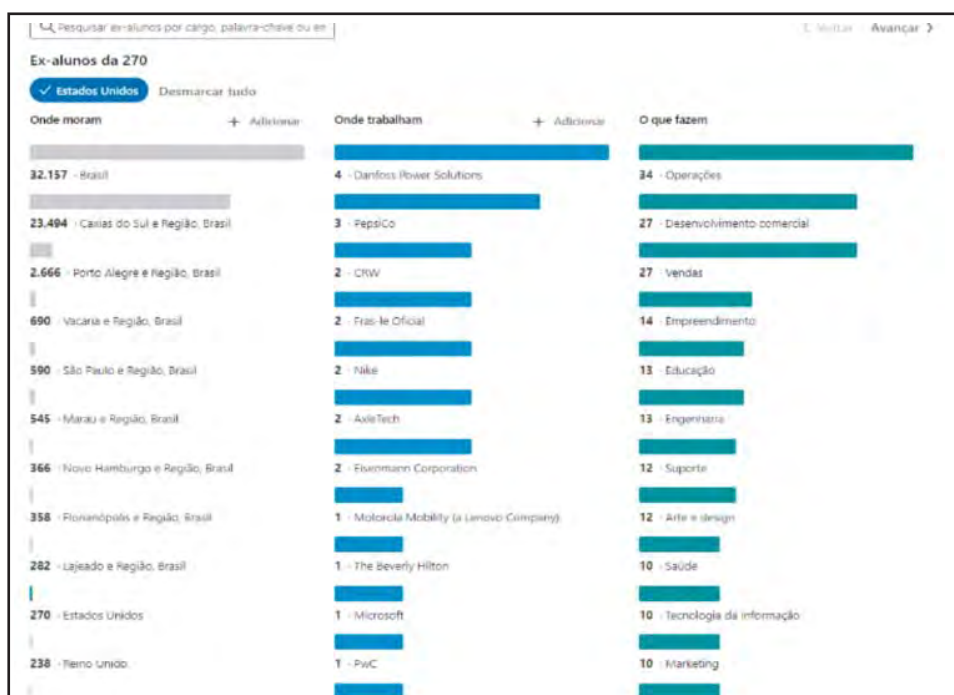 Pesquisar ex-alunos por cargo, palavra-chave ou em
Voltar Avançar
Ex-alunos da 270
Estados Unidos Desmarcar tudo
Onde moram + Adicionar Onde trabalham + Adicionar O que fazem
32.157 · Brasil 4 · Danfoss Power Solutions 34 · Operações
23.494 · Caxias do Sul e Região, Brasil 3 · PepsiCo 27 · Desenvolvimento comercial
2.666 · Porto Alegre e Região, Brasil 2 · CRW 27 · Vendas
690 · Vacaria e Região, Brasil 2 · Fras-le Oficial 14 · Empreendimento
590 · São Paulo e Região, Brasil 2 · Nike 13 · Educação
545 · Marau e Região, Brasil 2 · AxleTech 13 · Engenharia
366 · Novo Hamburgo e Região, Brasil 2 · Eisenmann Corporation 12 · Suporte
358 · Florianópolis e Região, Brasil 1 · Motorola Mobility (a Lenovo Company) 12 · Arte e design
282 · Lajeado e Região, Brasil 1 · The Beverly Hilton 10 · Saúde
270 · Estados Unidos 1 · Microsoft 10 · Tecnologia da informação
238 · Reino Unido 1 · PwC 10 · Marketing